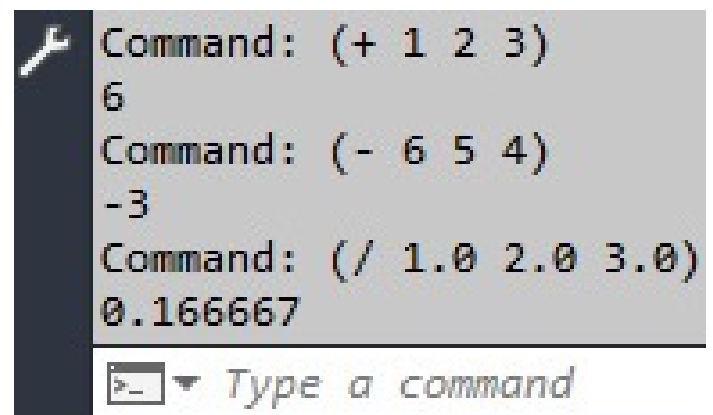 Command: (+ 1 2 3)
6
Command: (- 6 5 4)
-3
Command: (/ 1.0 2.0 3.0)
0.166667
>_ Type a command